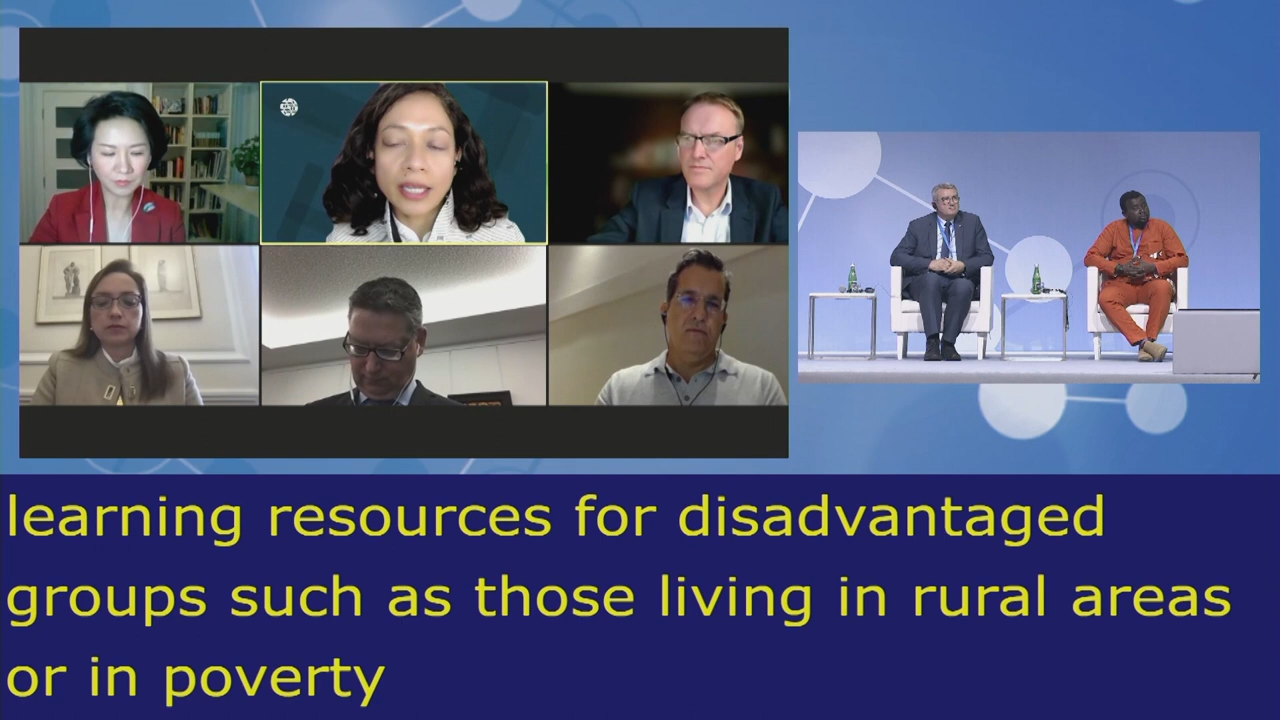 learning resources for disadvantaged
groups such as those living in rural areas
or in poverty